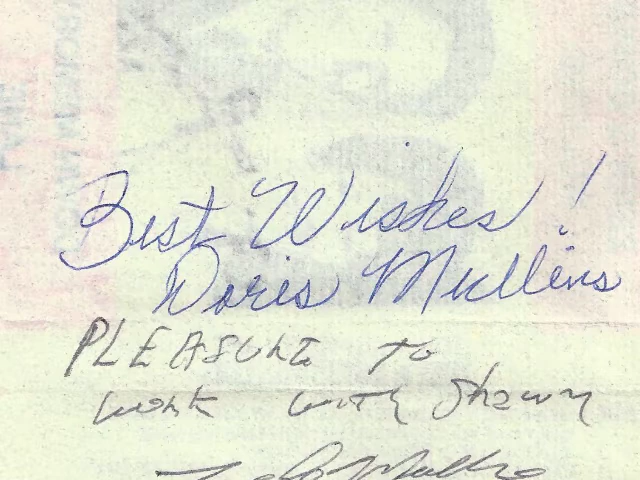 Best Wishes!
Doris Mullins
PLEASURE to
work with Shawn